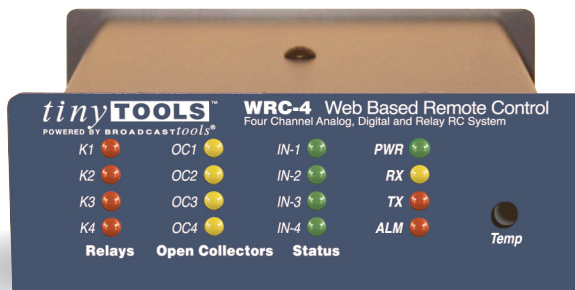 tinyTOOLS™ WRC-4 Web Based Remote Control
POWERED BY BROADCASTtools® Four Channel Analog, Digital and Relay RC System
K1 OC1 IN-1 PWR
K2 OC2 IN-2 RX
K3 OC3 IN-3 TX
K4 OC4 IN-4 ALM
Temp
Relays Open Collectors Status